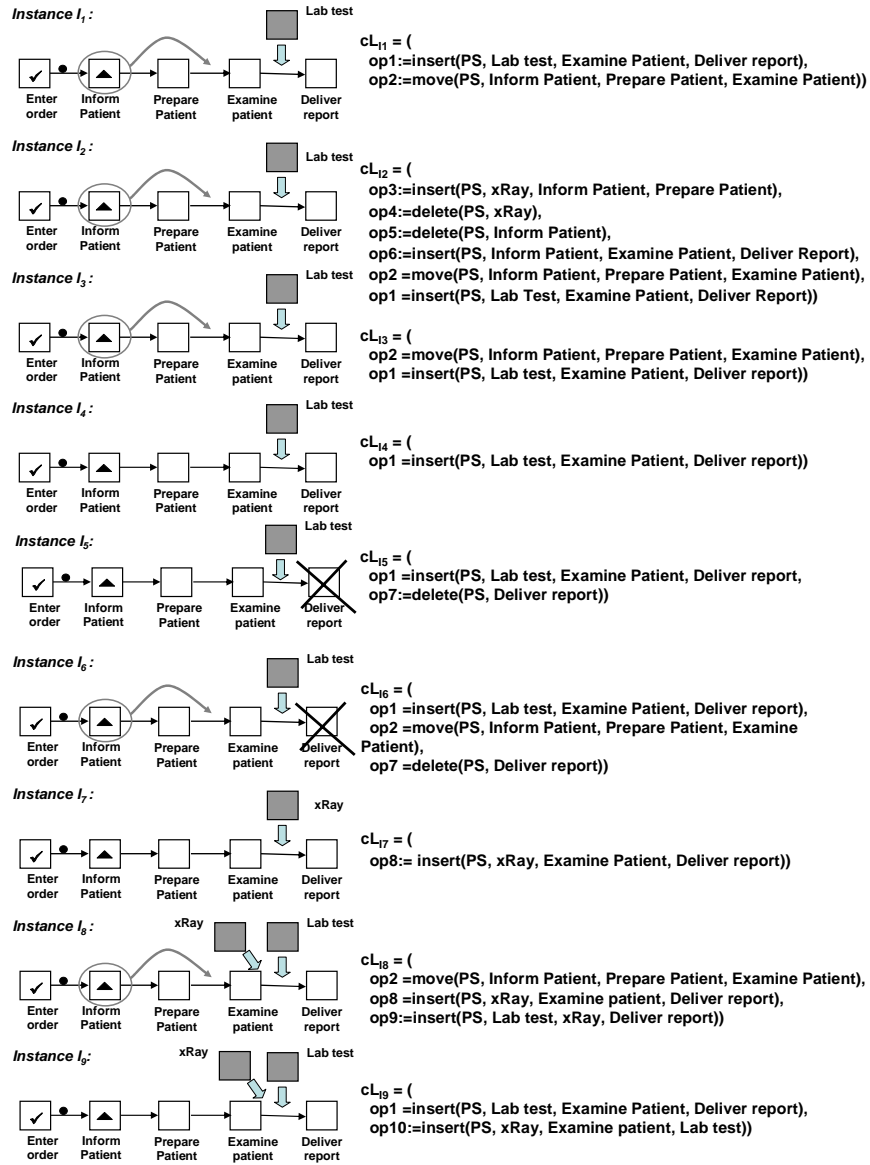 Instance I1:
Lab test
Enter order
Inform Patient
Prepare Patient
Examine patient
Deliver report
cLI1 = (
op1:=insert(PS, Lab test, Examine Patient, Deliver report),
op2:=move(PS, Inform Patient, Prepare Patient, Examine Patient))
Instance I2:
Lab test
Enter order
Inform Patient
Prepare Patient
Examine patient
Deliver report
cLI2 = (
op3:=insert(PS, xRay, Inform Patient, Prepare Patient),
op4:=delete(PS, xRay),
op5:=delete(PS, Inform Patient),
op6:=insert(PS, Inform Patient, Examine Patient, Deliver Report),
op2 =move(PS, Inform Patient, Prepare Patient, Examine Patient),
op1 =insert(PS, Lab Test, Examine Patient, Deliver Report))
Instance I3:
Lab test
Enter order
Inform Patient
Prepare Patient
Examine patient
Deliver report
cLI3 = (
op2 =move(PS, Inform Patient, Prepare Patient, Examine Patient),
op1 =insert(PS, Lab test, Examine Patient, Deliver report))
Instance I4:
Lab test
Enter order
Inform Patient
Prepare Patient
Examine patient
Deliver report
cLI4 = (
op1 =insert(PS, Lab test, Examine Patient, Deliver report))
Instance I5:
Lab test
Enter order
Inform Patient
Prepare Patient
Examine patient
Deliver report
cLI5 = (
op1 =insert(PS, Lab test, Examine Patient, Deliver report,
op7:=delete(PS, Deliver report))
Instance I6:
Lab test
Enter order
Inform Patient
Prepare Patient
Examine patient
Deliver report
cLI6 = (
op1 =insert(PS, Lab test, Examine Patient, Deliver report),
op2 =move(PS, Inform Patient, Prepare Patient, Examine
Patient),
op7 =delete(PS, Deliver report))
Instance I7:
xRay
Enter order
Inform Patient
Prepare Patient
Examine patient
Deliver report
cLI7 = (
op8:= insert(PS, xRay, Examine Patient, Deliver report))
Instance I8:
xRay
Lab test
Enter order
Inform Patient
Prepare Patient
Examine patient
Deliver report
cLI8 = (
op2 =move(PS, Inform Patient, Prepare Patient, Examine Patient),
op8 =insert(PS, xRay, Examine patient, Deliver report),
op9:=insert(PS, Lab test, xRay, Deliver report))
Instance I9:
xRay
Lab test
Enter order
Inform Patient
Prepare Patient
Examine patient
Deliver report
cLI9 = (
op1 =insert(PS, Lab test, Examine Patient, Deliver report),
op10:=insert(PS, xRay, Examine patient, Lab test))